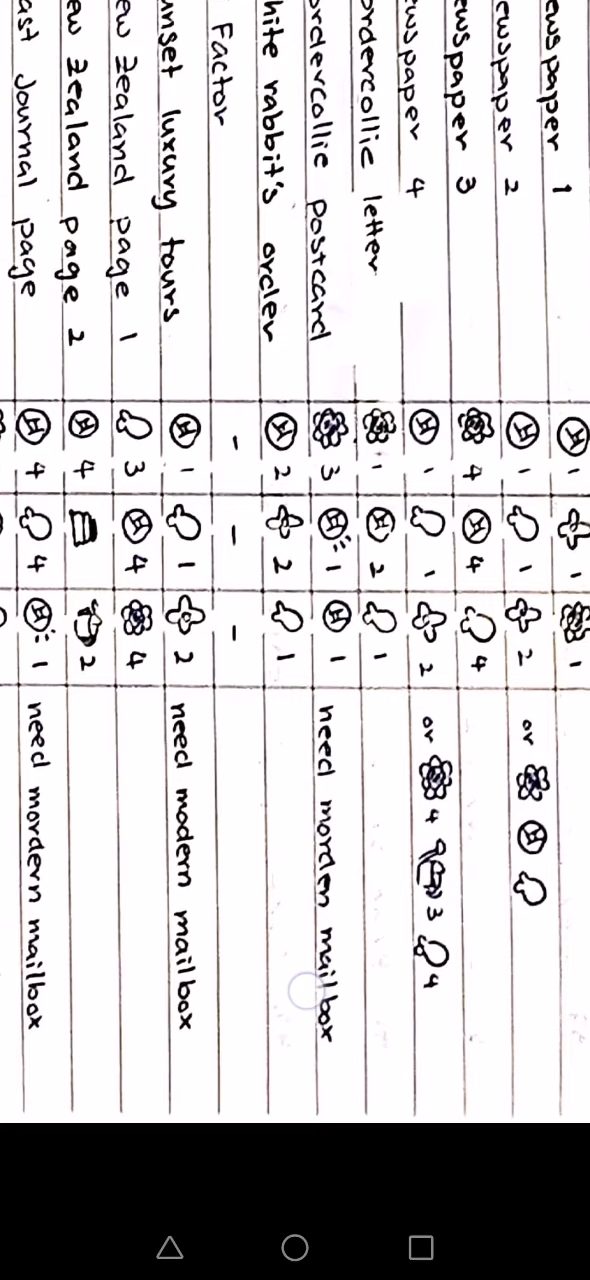 ewspaper 1 1 1 1
ewspaper 2 1 1 2 or
ewspaper 3 4 4 4
ewspaper 4 1 1 2 or 4 3 4
ordercollie letter 1 2 1
ordercollie postcard 3 1 1 need morden mailbox
hite rabbit's order 2 2 1
Factor - - -
unset luxury tours 1 1 2 need modern mailbox
ew zealand page 1 3 4 4
ew zealand page 2 4 2
ast journal page 4 4 1 need mordern mailbox